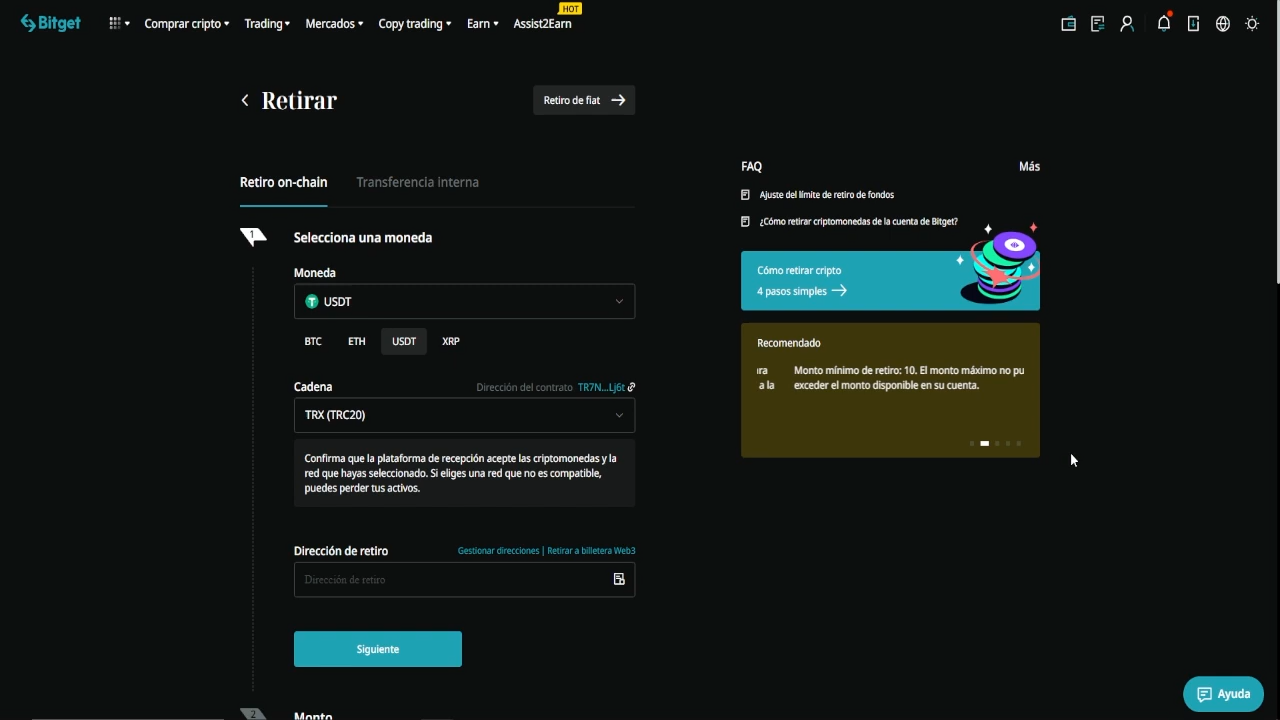 Bitget
Comprar cripto
Trading
Mercados
Copy trading
Earn
Assist2Earn
HOT
Retirar
Retiro de fiat
Retiro on-chain
Transferencia interna
1
Selecciona una moneda
Moneda
USDT
BTC
ETH
USDT
XRP
Cadena
Dirección del contrato TR7N...Lj6t
TRX (TRC20)
Confirma que la plataforma de recepción acepte las criptomonedas y la
red que hayas seleccionado. Si eliges una red que no es compatible,
puedes perder tus activos.
Dirección de retiro
Gestionar direcciones | Retirar a billetera Web3
Dirección de retiro
Siguiente
2
Monto
FAQ
Más
Ajuste del límite de retiro de fondos
¿Cómo retirar criptomonedas de la cuenta de Bitget?
Cómo retirar cripto
4 pasos simples
Recomendado
ara
a la
Monto mínimo de retiro: 10. El monto máximo no pu
exceder el monto disponible en su cuenta.
Ayuda